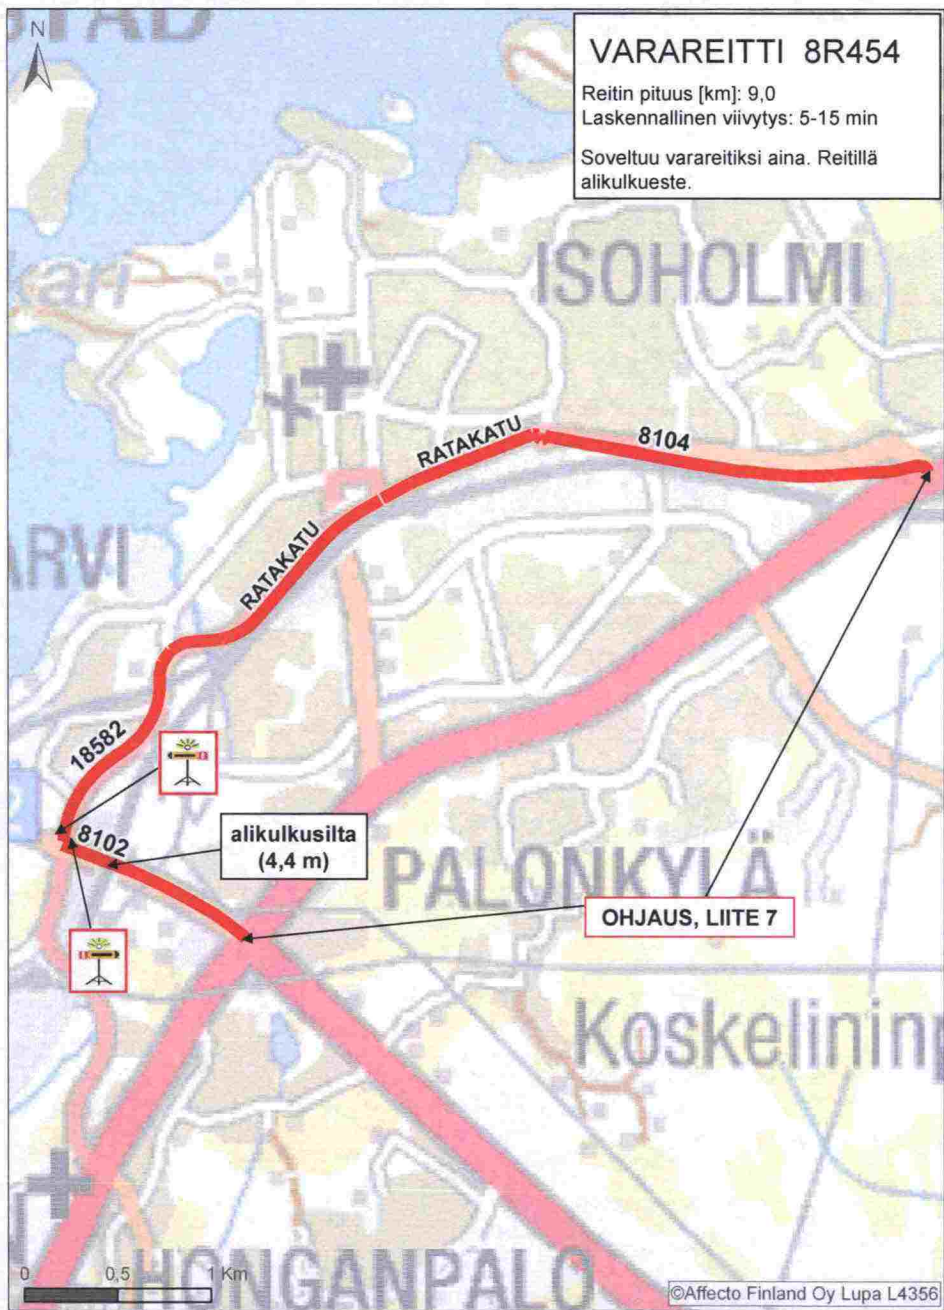 N
VARAREITTI 8R454
Reitin pituus [km]: 9,0
Laskennallinen viivytys: 5-15 min
Soveltuu varareitiksi aina. Reitillä
alikulkueste.
ISOHOLMI
RATAKATU
8104
RATAKATU
ARVI
18582
8102
alikulkusilta
(4,4 m)
PALONKYLÄ
OHJAUS, LIITE 7
Koskelininp
HONGANPALO
0 0,5 1 Km
©Affecto Finland Oy Lupa L4356